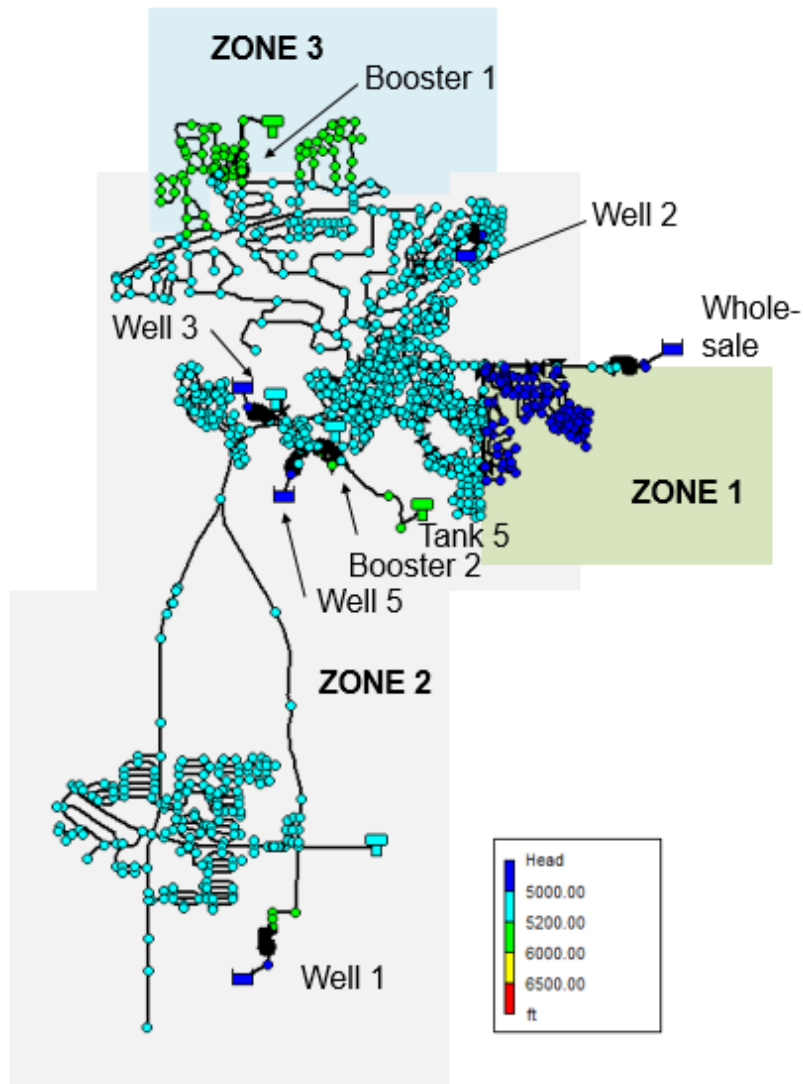 ZONE 3
Booster 1
Well 2
Whole-
sale
Well 3
ZONE 1
Tank 5
Booster 2
Well 5
ZONE 2
Head
5000.00
5200.00
6000.00
6500.00
ft
Well 1